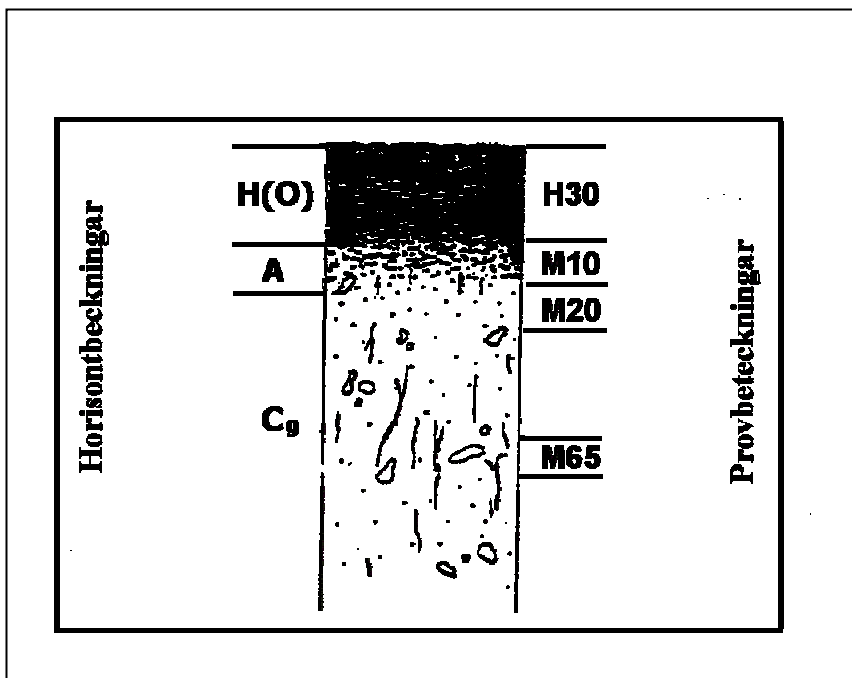 Horisontbeckningar
H(O)
A
Cg
H30
M10
M20
M65
Provbeteckningar